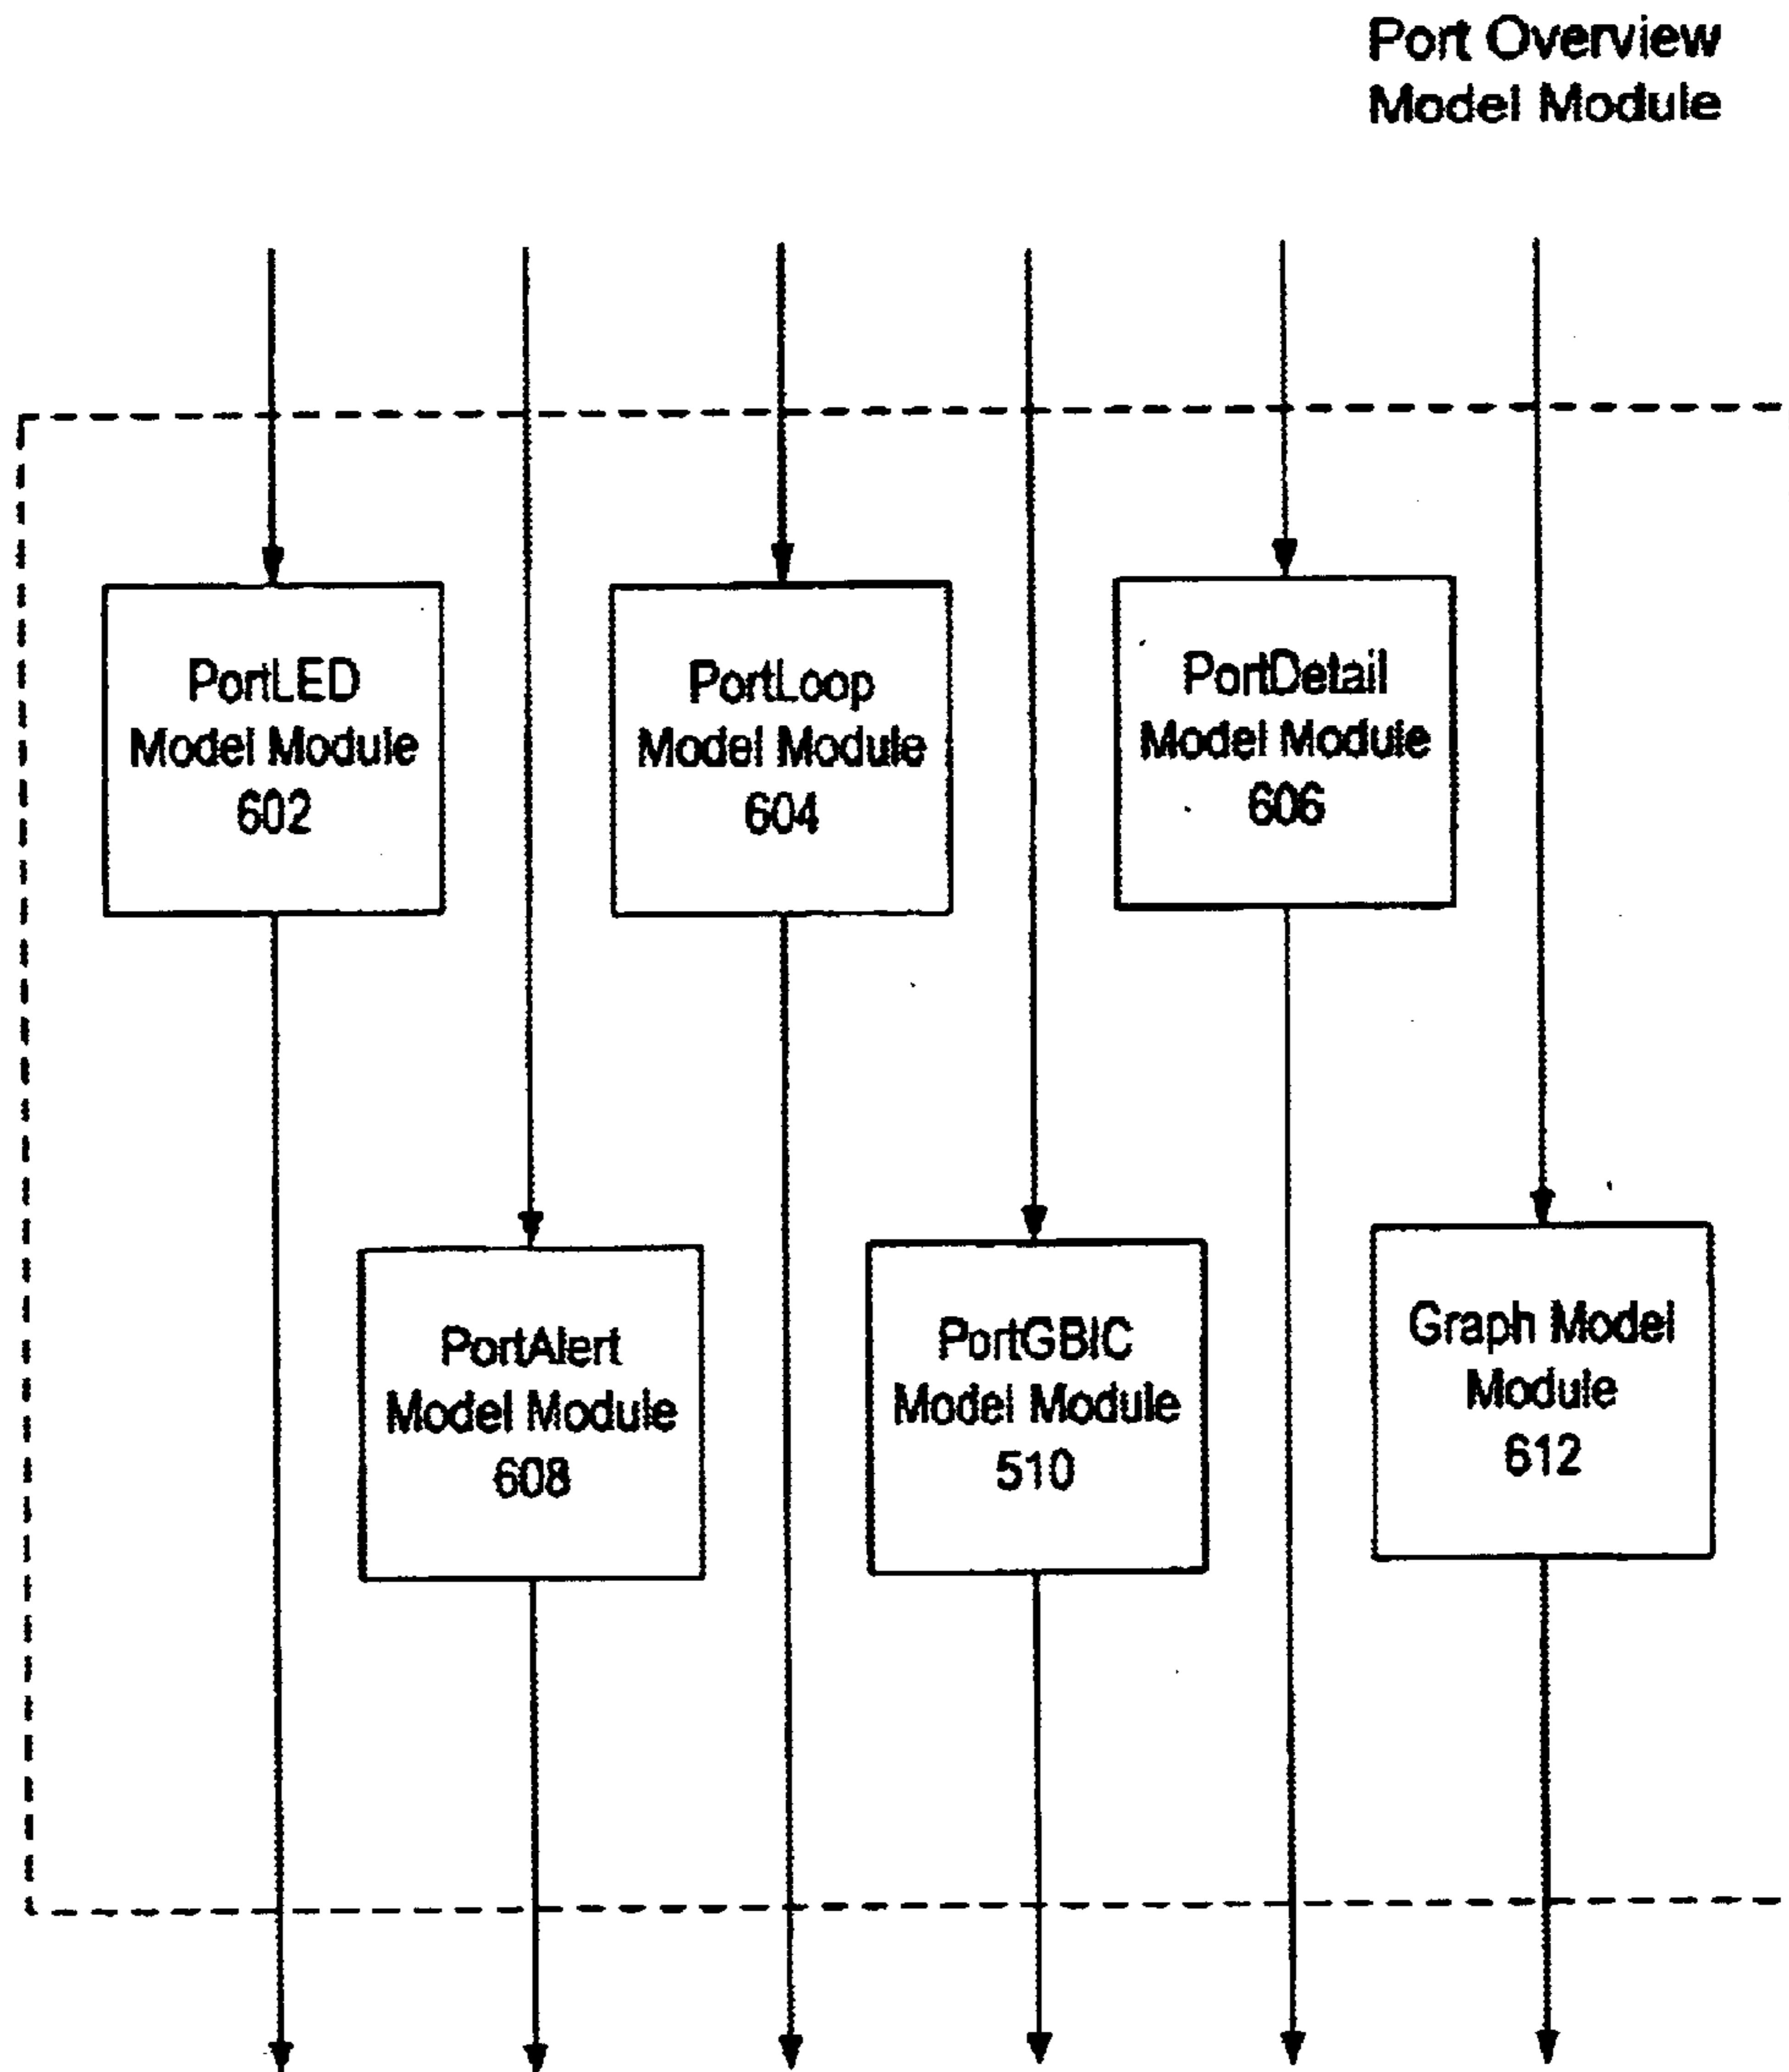 Port Overview
Model Module
PortLED
Model Module
602
PortLoop
Model Module
604
PortDetail
Model Module
606
PortAlert
Model Module
608
PortGBIC
Model Module
510
Graph Model
Module
612